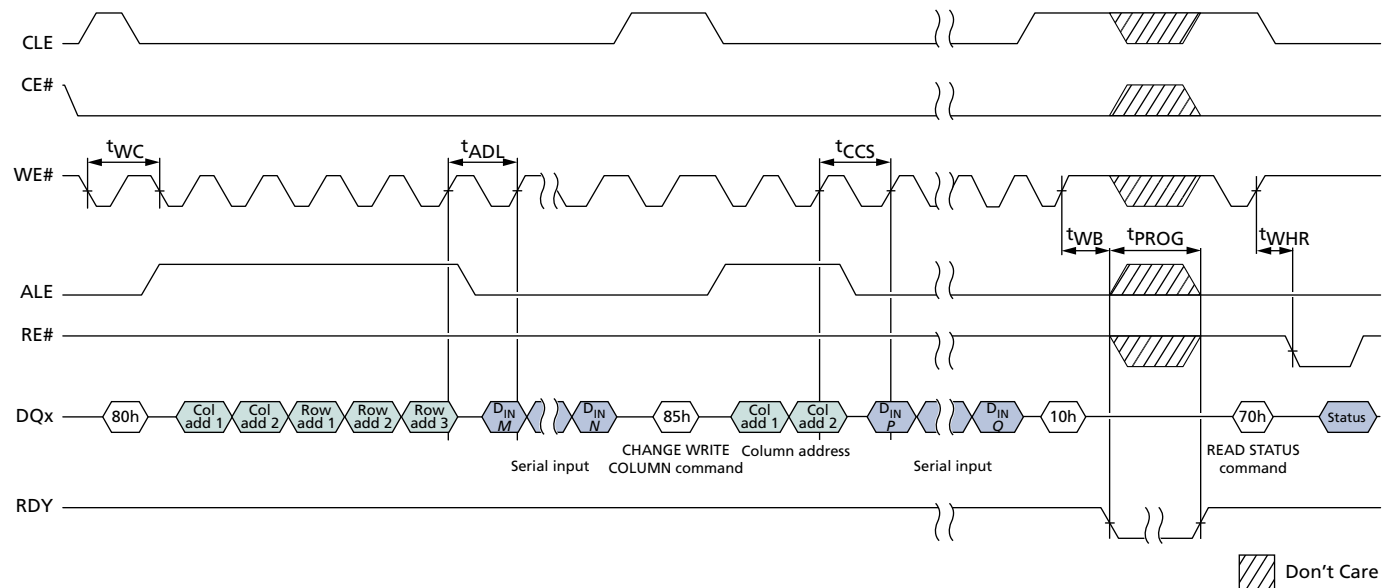 CLE
CE#
tWC
tADL
tCCS
WE#
tWB
tPROG
tWHR
ALE
RE#
DQx
80h
Col add 1
Col add 2
Row add 1
Row add 2
Row add 3
DIN M
DIN N
85h
Col add 1
Col add 2
DIN P
DIN Q
10h
70h
Status
Serial input
CHANGE WRITE
COLUMN command
Column address
Serial input
READ STATUS
command
RDY
Don't Care